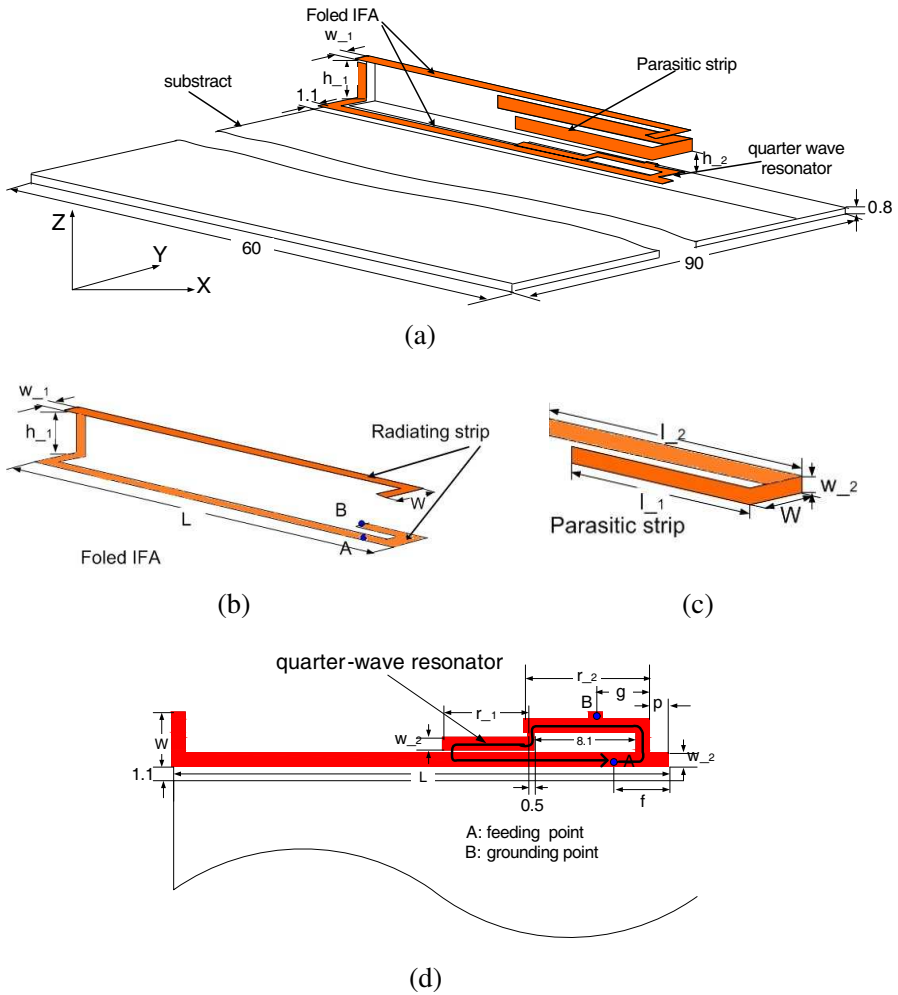 Foled IFA
w_1
Parasitic strip
h_1
substract
1.1
quarter wave
resonator
h_2
0.8
Z
Y
X
60
90
(a)
w_1
h_1
Radiating strip
W
L
B
A
Foled IFA
(b)
l_2
w_2
l_1
W
Parasitic strip
(c)
quarter-wave resonator
r_2
g
p
B
r_1
W
w_2
8.1
A
w_2
1.1
L
0.5
f
A: feeding point
B: grounding point
(d)